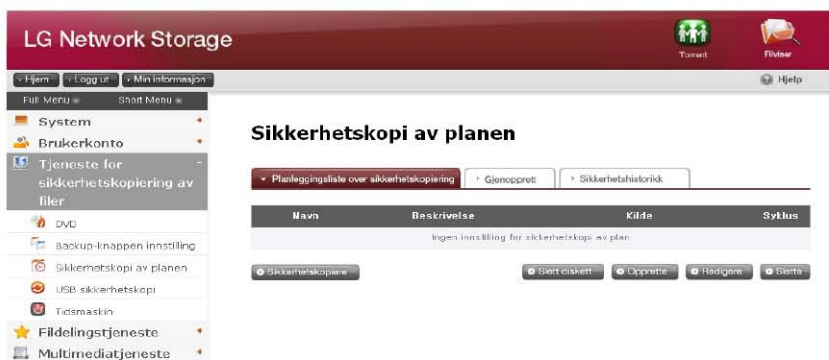 LG Network Storage
Torrent
Filviser
Hjem Logg ut Min informasjon
Hjelp
Full Menu Short Menu
System
Brukerkonto
Tjeneste for
sikkerhetskopiering av
filer
DVD
Backup-knappen innstilling
Sikkerhetskopi av planen
USB sikkerhetskopi
Tidsmaskin
Fildelingstjeneste
Multimediatjeneste
Sikkerhetskopi av planen
Planleggingsliste over sikkerhetskopiering Gjenopprett Sikkerhetshistorikk
Navn Beskrivelse Kilde Syklus
Ingen innstilling for sikkerhetskopi av plan
Sikkerhetskopiere Slett diskett Opprette Redigere Slette